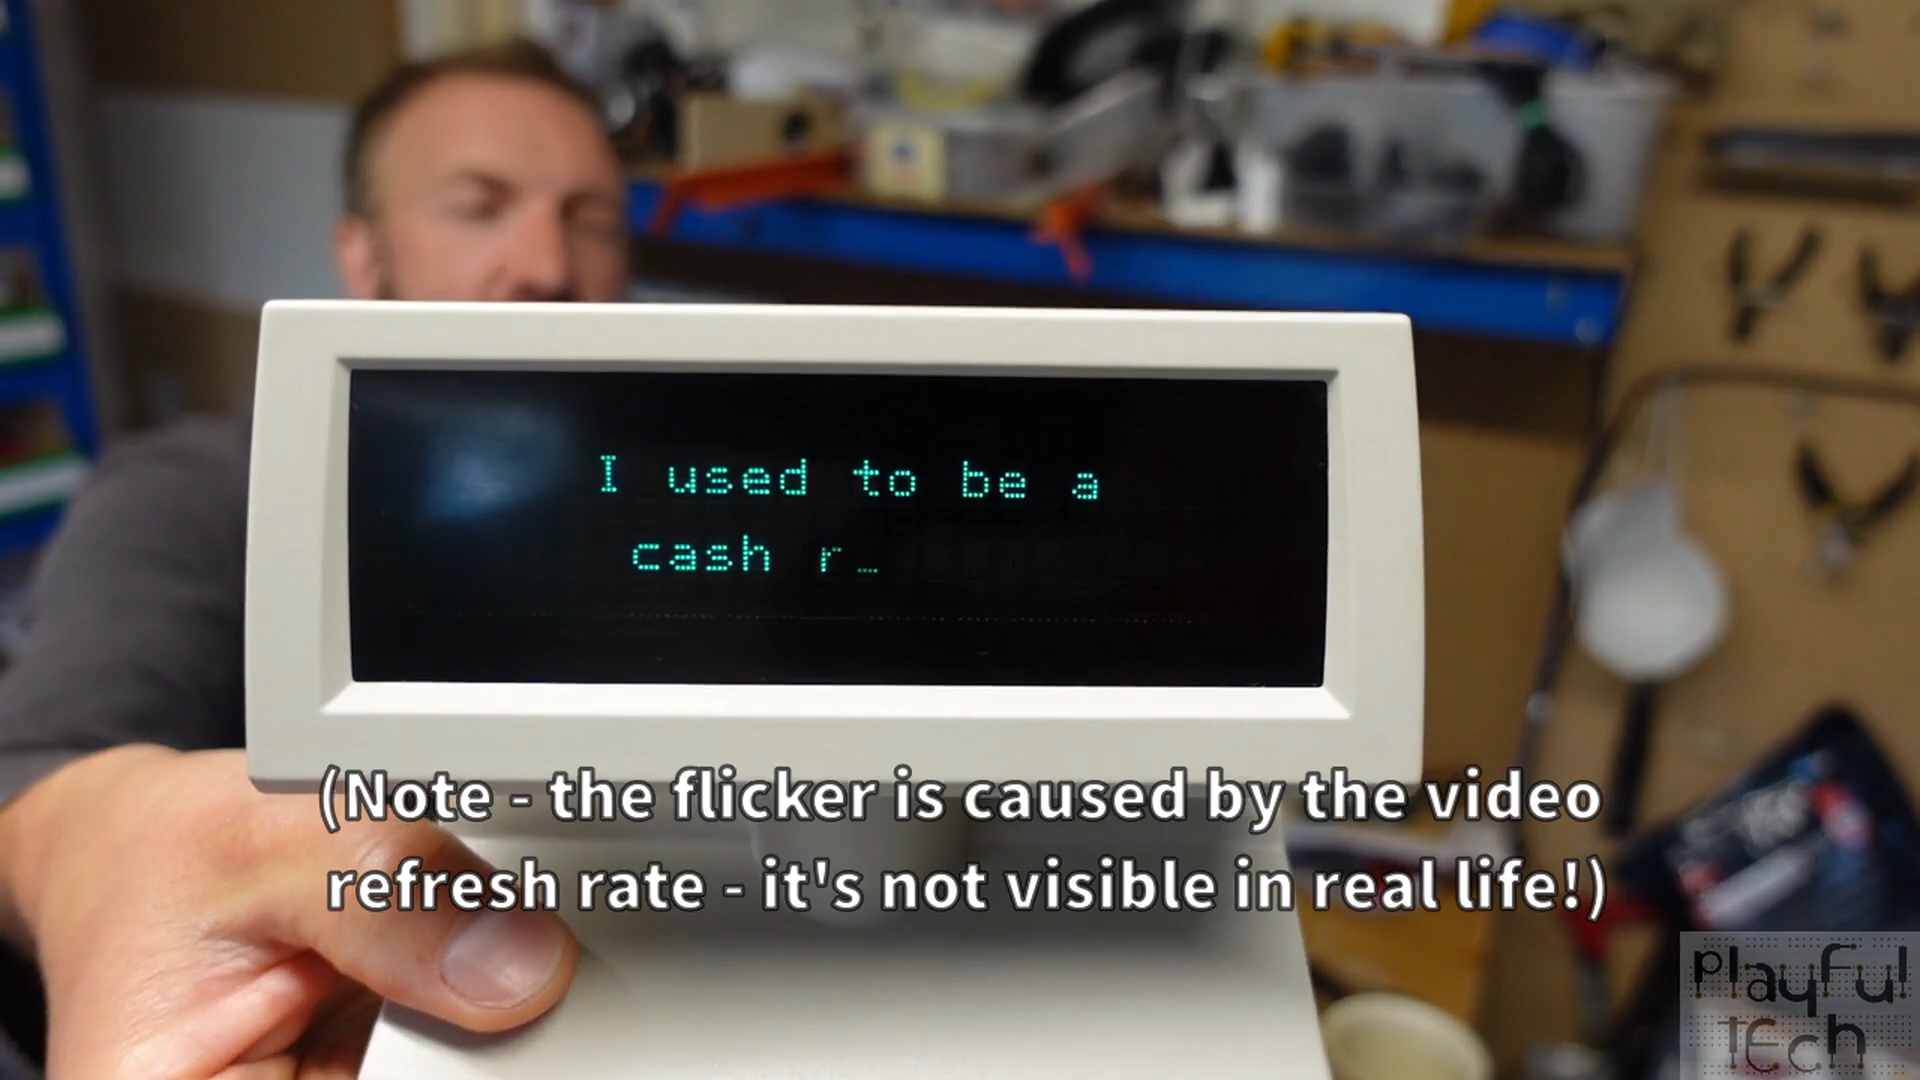 I used to be a
cash r_
(Note - the flicker is caused by the video
refresh rate - it's not visible in real life!)
playful
tech